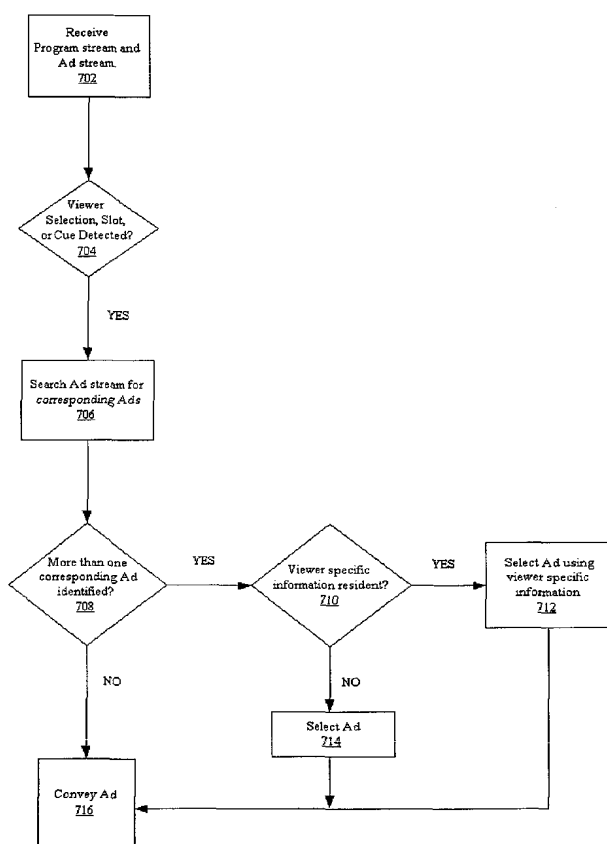 Receive
Program stream and
Ad stream.
702
Viewer
Selection, Slot,
or Cue Detected?
704
YES
Search Ad stream for
corresponding Ads
706
More than one
corresponding Ad
identified?
708
YES
Viewer specific
information resident?
710
YES
Select Ad using
viewer specific
information
712
NO
NO
Select Ad
714
Convey Ad
716